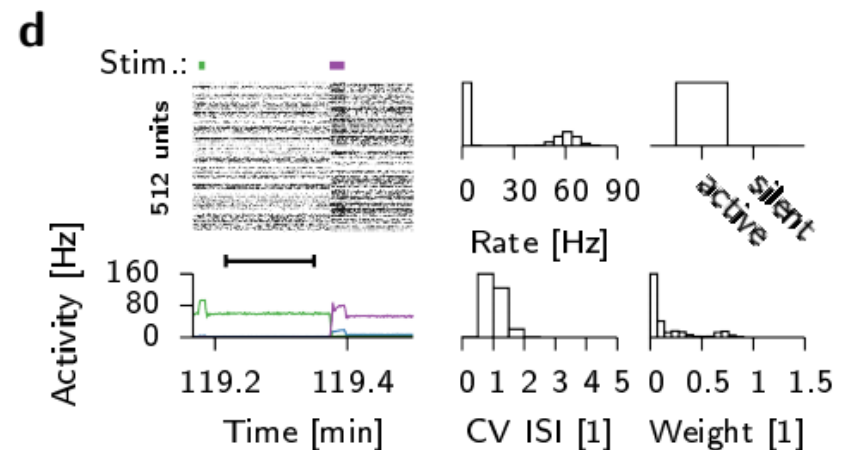 d
Stim.:
512 units
Activity [Hz]
160
80
0
119.2 119.4
Time [min]
0 30 60 90
Rate [Hz]
active
silent
0 1 2 3 4 5
CV ISI [1]
0 0.5 1 1.5
Weight [1]